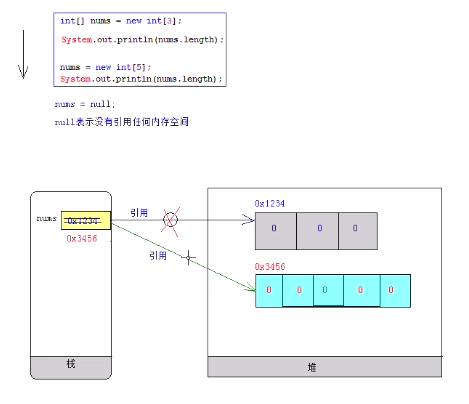 int[] nums = new int[3];
System.out.println(nums.length);
nums = new int[5];
System.out.println(nums.length);
nums = null;
null表示没有引用任何内存空间
0x1234
nums 0x1234 引用 0 0 0
0x3456
引用
0x3456
0 0 0 0 0
栈 堆